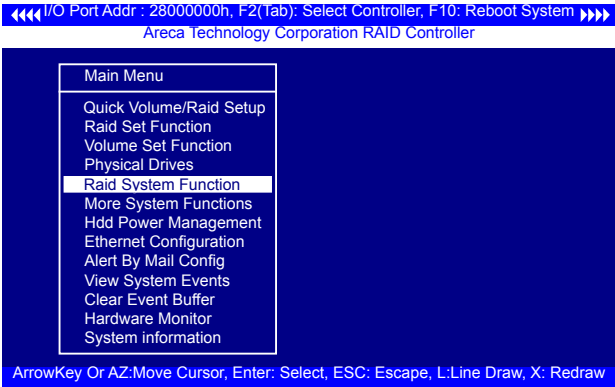 I/O Port Addr : 28000000h, F2(Tab): Select Controller, F10: Reboot System
Areca Technology Corporation RAID Controller
Main Menu
Quick Volume/Raid Setup
Raid Set Function
Volume Set Function
Physical Drives
Raid System Function
More System Functions
Hdd Power Management
Ethernet Configuration
Alert By Mail Config
View System Events
Clear Event Buffer
Hardware Monitor
System information
ArrowKey Or AZ:Move Cursor, Enter: Select, ESC: Escape, L:Line Draw, X: Redraw